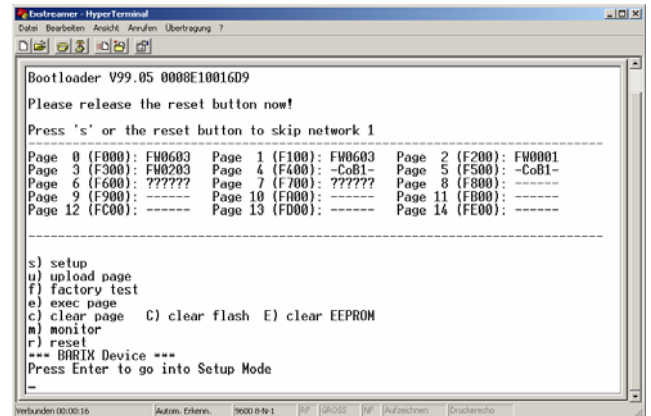 Exstreamer - HyperTerminal
Datei Bearbeiten Ansicht Anrufen Übertragung ?
Bootloader V99.05 0008E10016D9
Please release the reset button now!
Press 's' or the reset button to skip network 1
--------------------------------------------------------------------------------
Page 0 (F000): FW0603 Page 1 (F100): FW0603 Page 2 (F200): FW0001
Page 3 (F300): FW0203 Page 4 (F400): -CoB1- Page 5 (F500): -CoB1-
Page 6 (F600): ?????? Page 7 (F700): ?????? Page 8 (F800): ------
Page 9 (F900): ------ Page 10 (FA00): ------ Page 11 (FB00): ------
Page 12 (FC00): ------ Page 13 (FD00): ------ Page 14 (FE00): ------
--------------------------------------------------------------------------------
s) setup
u) upload page
f) factory test
e) exec page
c) clear page C) clear flash E) clear EEPROM
m) monitor
r) reset
*** BARIX Device ***
Press Enter to go into Setup Mode
_
Verbunden 00:00:16 Autom. Erkenn. 9600 8-N-1 RF GROSS NF Aufzeichnen Druckerecho